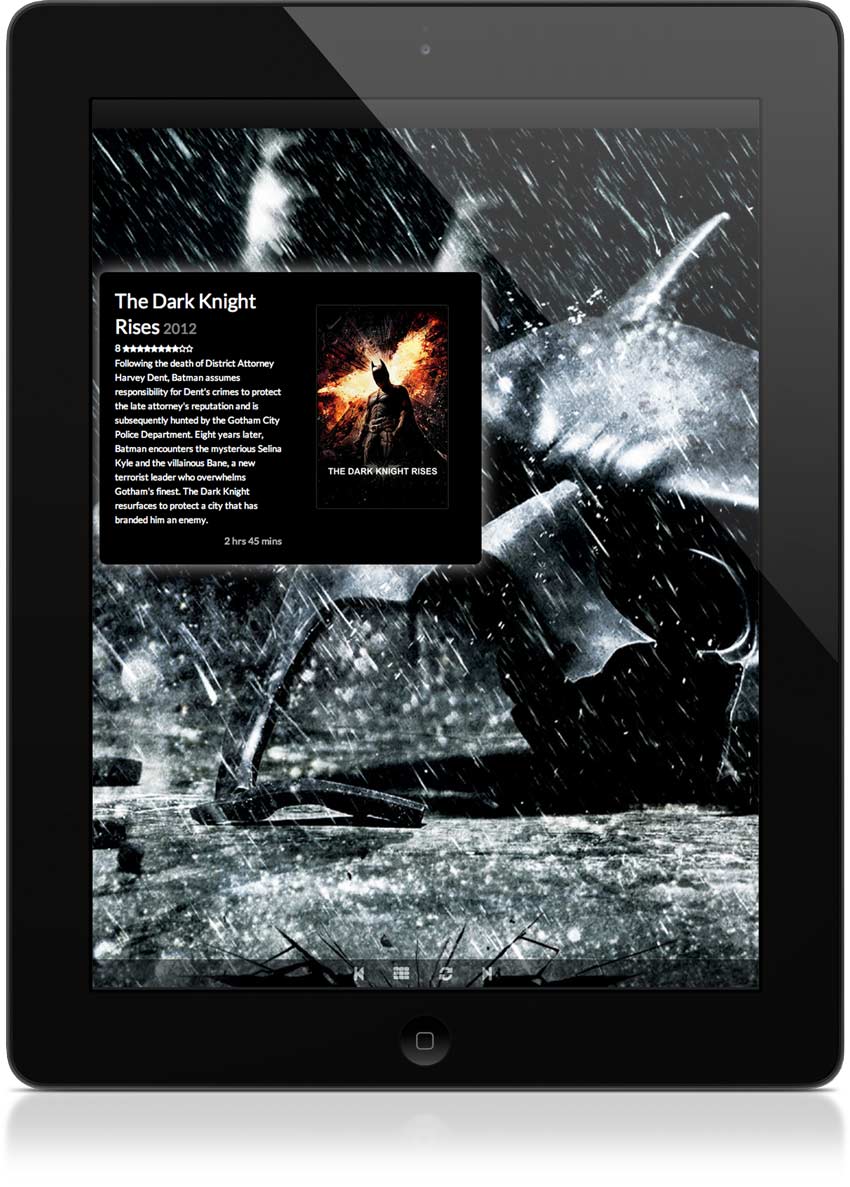 The Dark Knight
Rises 2012
8 ★★★★★★★★☆☆
Following the death of District Attorney
Harvey Dent, Batman assumes
responsibility for Dent's crimes to protect
the late attorney's reputation and is
subsequently hunted by the Gotham City
Police Department. Eight years later,
Batman encounters the mysterious Selina
Kyle and the villainous Bane, a new
terrorist leader who overwhelms
Gotham's finest. The Dark Knight
resurfaces to protect a city that has
branded him an enemy.
2 hrs 45 mins
THE DARK KNIGHT RISES